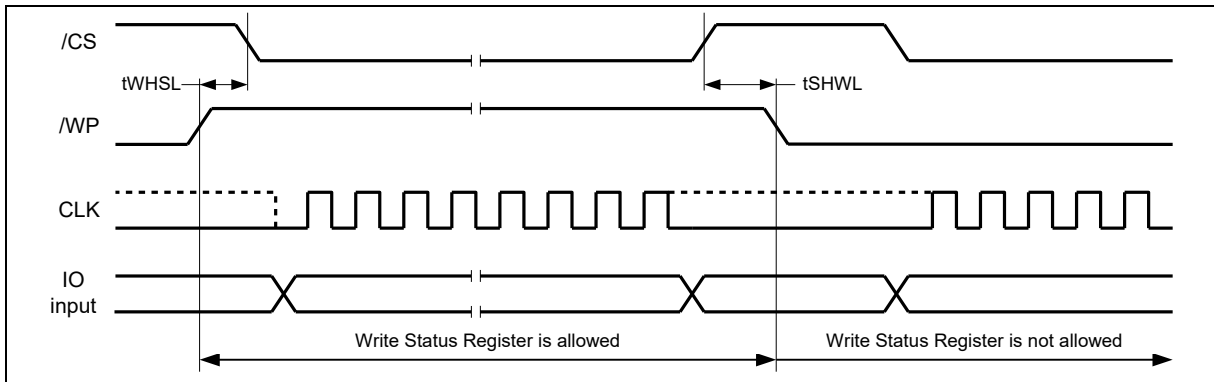 /CS
tWHSL
tSHWL
/WP
CLK
IO
input
Write Status Register is allowed
Write Status Register is not allowed